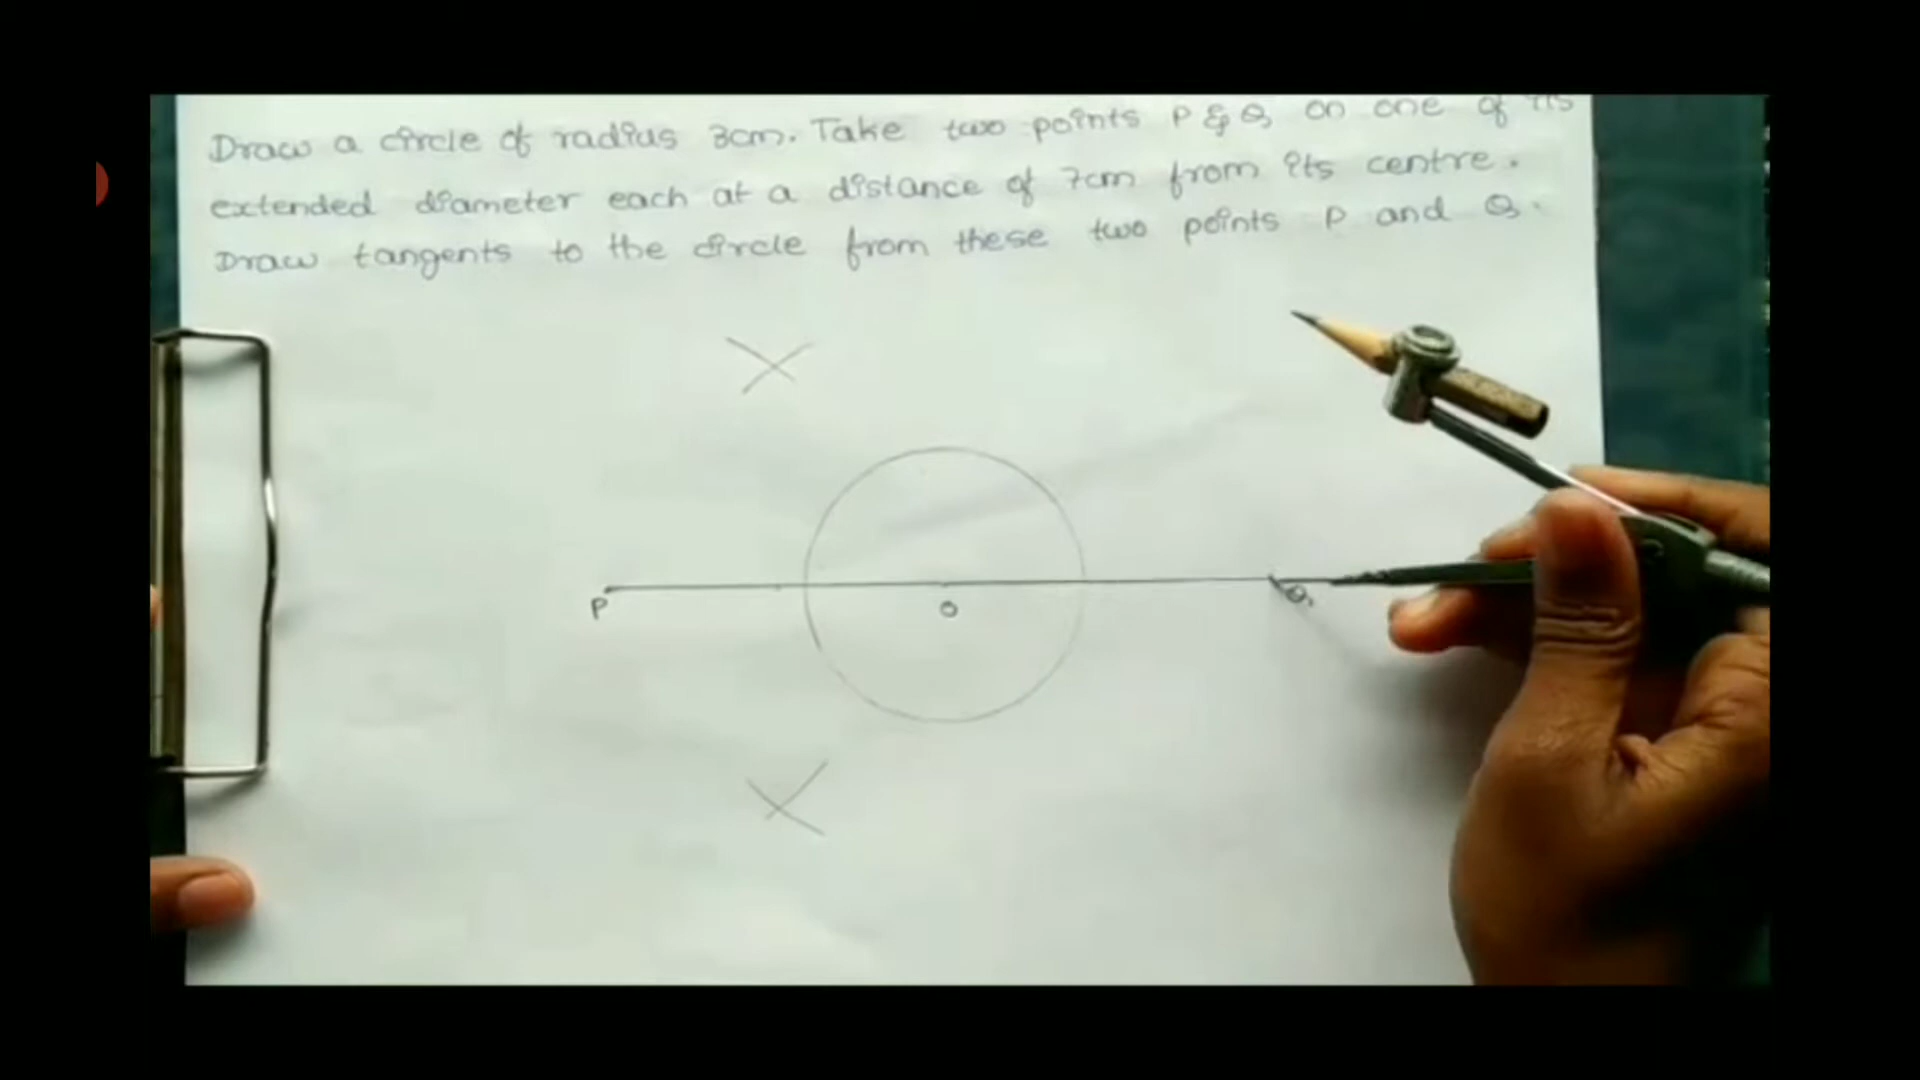 Draw a circle of radius 3cm. Take two points P & Q on one of its
extended diameter each at a distance of 7cm from its centre.
Draw tangents to the circle from these two points P and Q.
P
O
Q